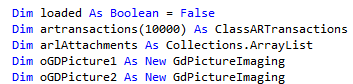 Dim loaded As Boolean = False
Dim artransactions(10000) As ClassARTransactions
Dim arlAttachments As Collections.ArrayList
Dim oGDPicture1 As New GdPictureImaging
Dim oGDPicture2 As New GdPictureImaging